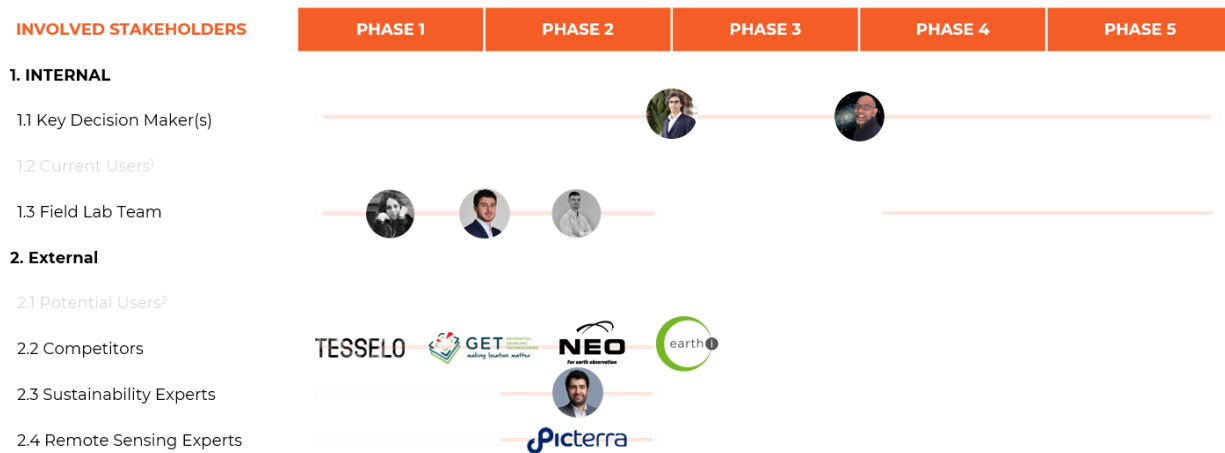 INVOLVED STAKEHOLDERS PHASE 1 PHASE 2 PHASE 3 PHASE 4 PHASE 5
1. INTERNAL
1.1 Key Decision Maker(s)
1.2 Current Users¹
1.3 Field Lab Team
2. External
2.1 Potential Users²
2.2 Competitors
TESSELO
GET
GEOSPATIAL
ENABLING
TECHNOLOGIES
making location matter
NEO
For earth observation
earth i
2.3 Sustainability Experts
2.4 Remote Sensing Experts
Picterra